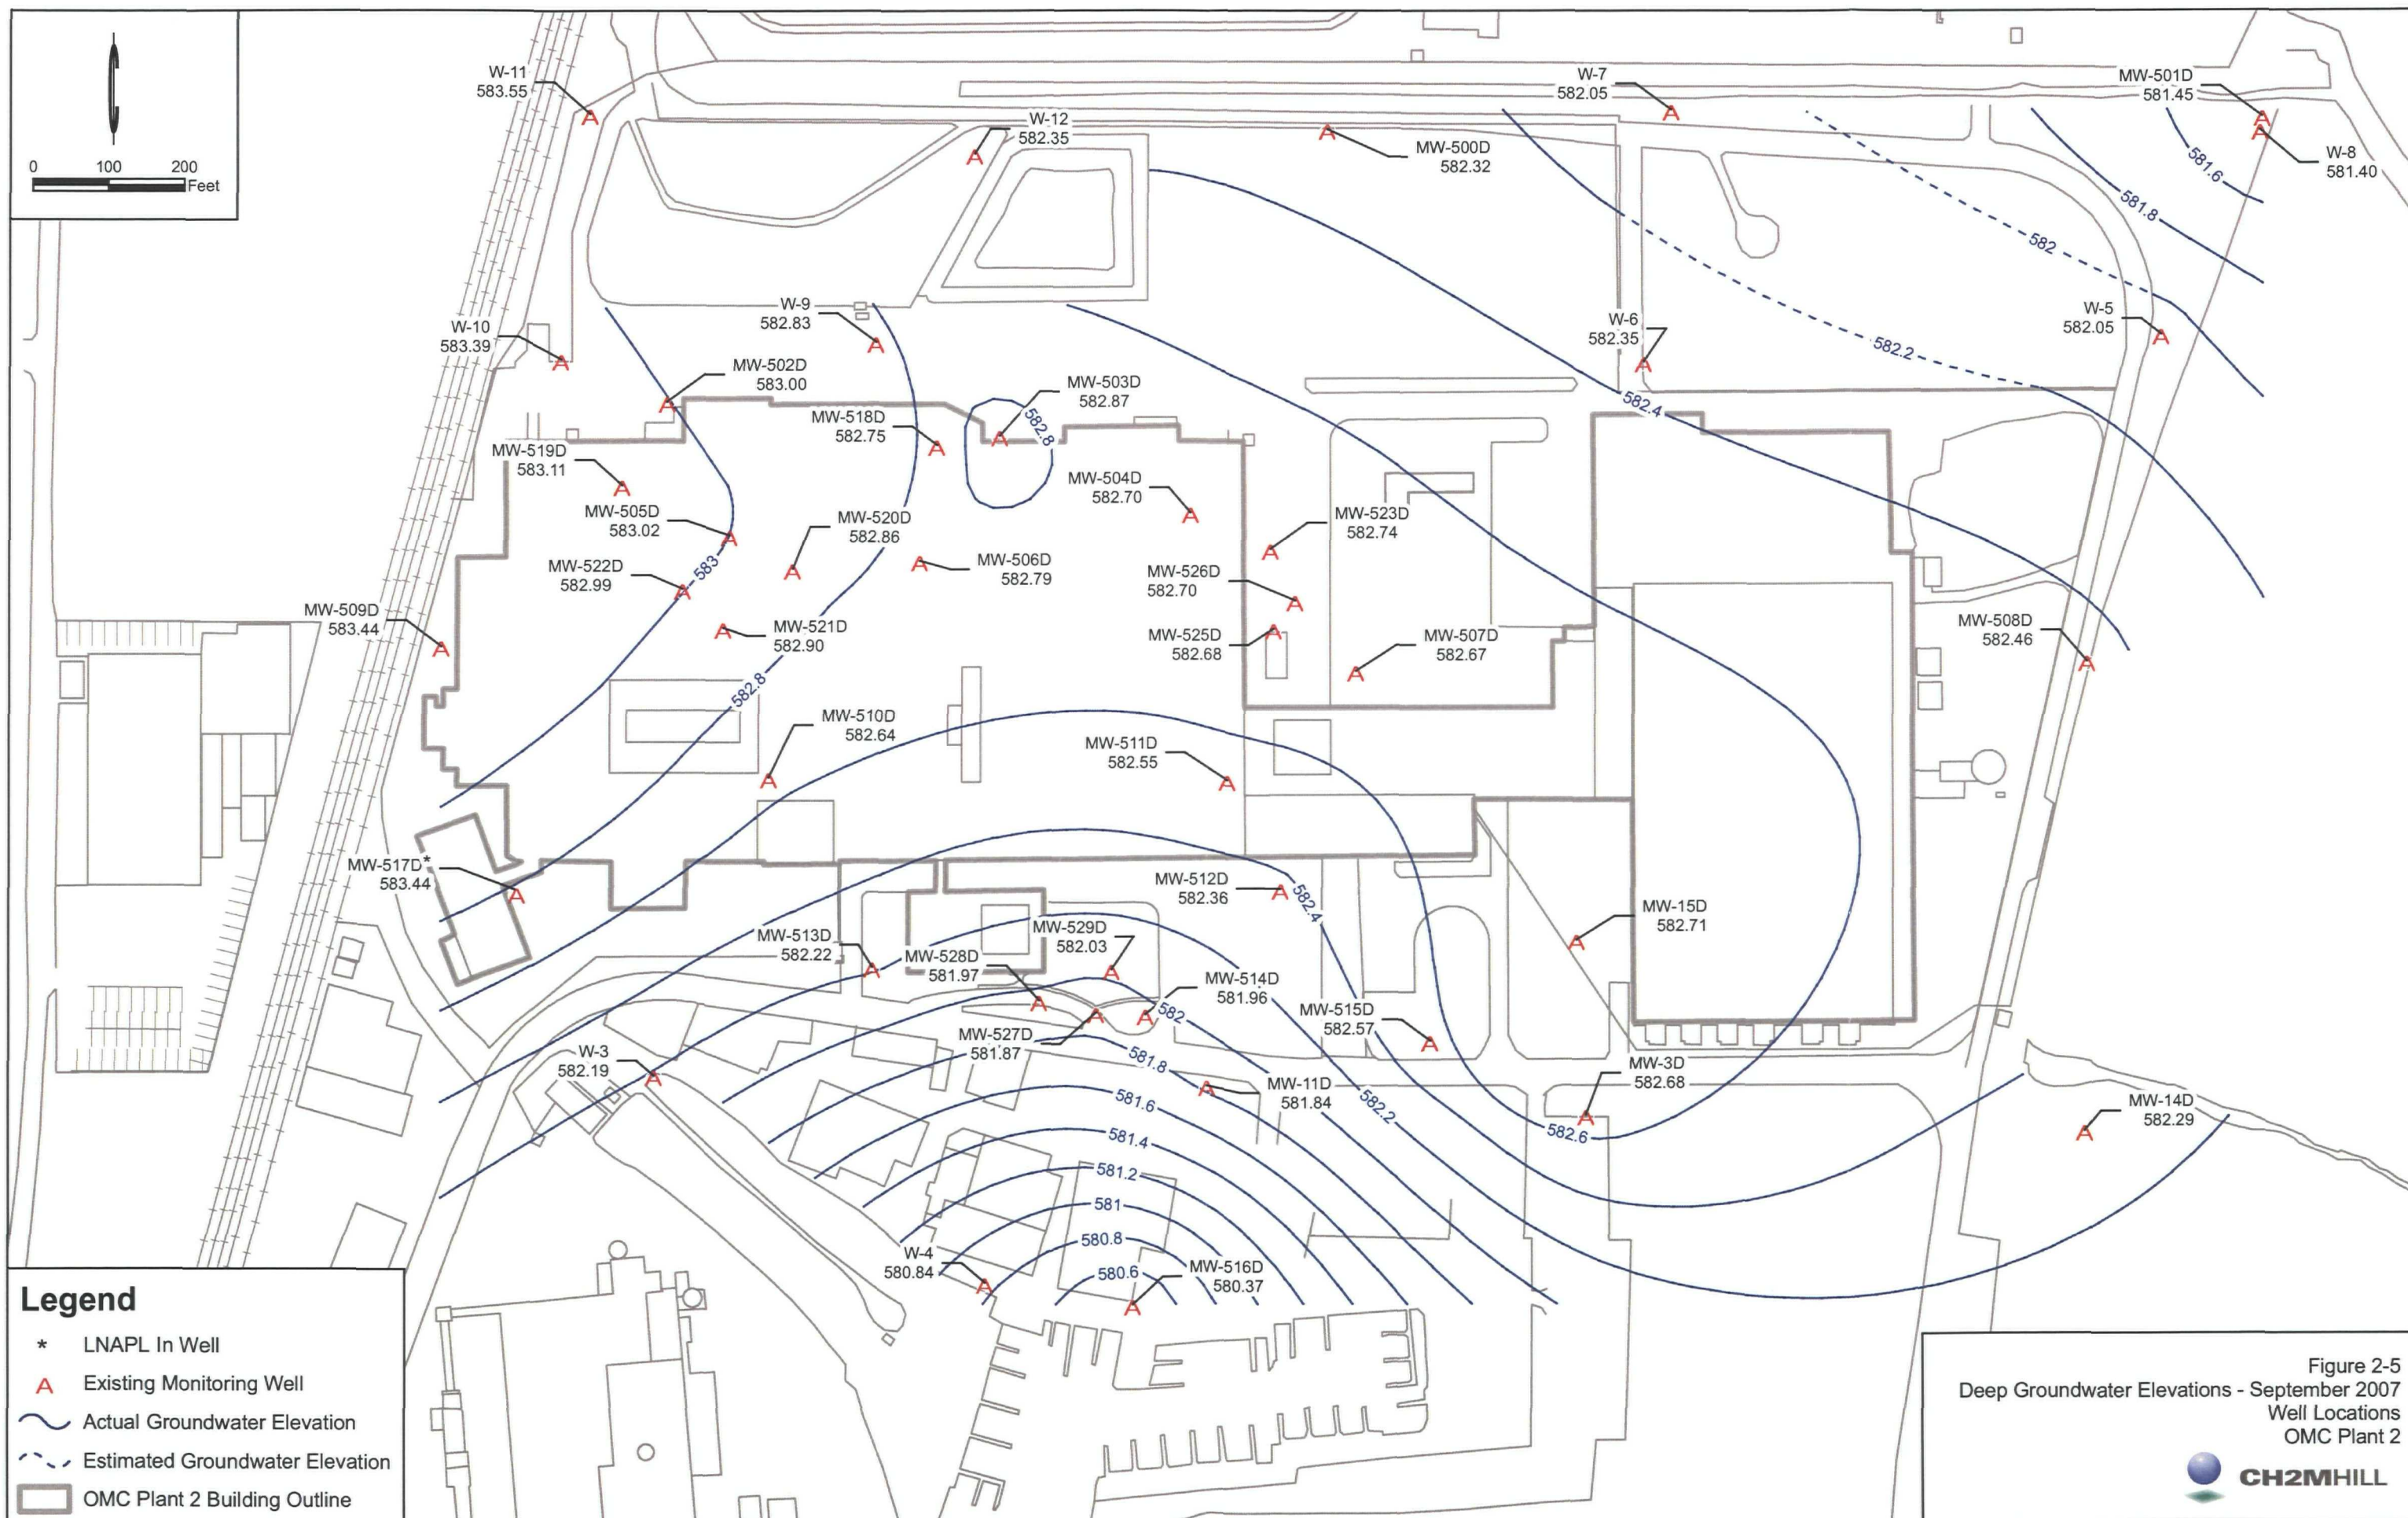 0 100 200
Feet
W-11
583.55
W-12
582.35
W-7
582.05
MW-500D
582.32
MW-501D
581.45
W-8
581.40
581.6
581.8
582
582.2
W-5
582.05
W-6
582.35
582.4
W-9
582.83
W-10
583.39
MW-502D
583.00
MW-503D
582.87
582.8
MW-518D
582.75
MW-519D
583.11
MW-504D
582.70
MW-505D
583.02
MW-520D
582.86
MW-523D
582.74
MW-506D
582.79
MW-522D
582.99
583
MW-526D
582.70
MW-509D
583.44
MW-521D
582.90
MW-525D
582.68
MW-507D
582.67
MW-508D
582.46
582.8
MW-510D
582.64
MW-511D
582.55
MW-517D*
583.44
MW-512D
582.36
582.4
MW-15D
582.71
MW-513D
582.22
MW-529D
582.03
MW-528D
581.97
MW-514D
581.96
582
MW-515D
582.57
MW-527D
581.87
581.8
W-3
582.19
MW-11D
581.84
582.2
MW-3D
582.68
582.6
MW-14D
582.29
581.6
581.4
581.2
581
580.8
580.6
W-4
580.84
MW-516D
580.37
Legend
* LNAPL In Well
A Existing Monitoring Well
Actual Groundwater Elevation
Estimated Groundwater Elevation
OMC Plant 2 Building Outline
Figure 2-5
Deep Groundwater Elevations - September 2007
Well Locations
OMC Plant 2
CH2MHILL